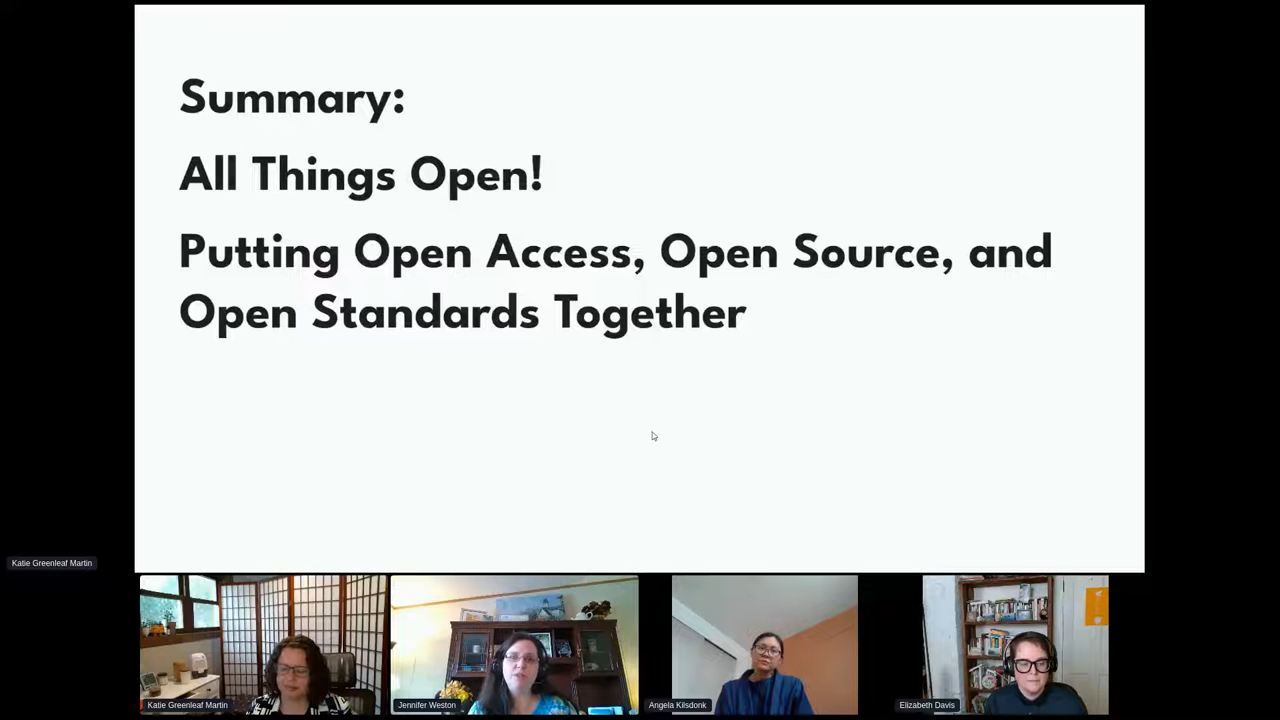 Summary:
All Things Open!
Putting Open Access, Open Source, and
Open Standards Together
Katie Greenleaf Martin
Katie Greenleaf Martin
Jennifer Weston
Angela Kilsdonk
Elizabeth Davis